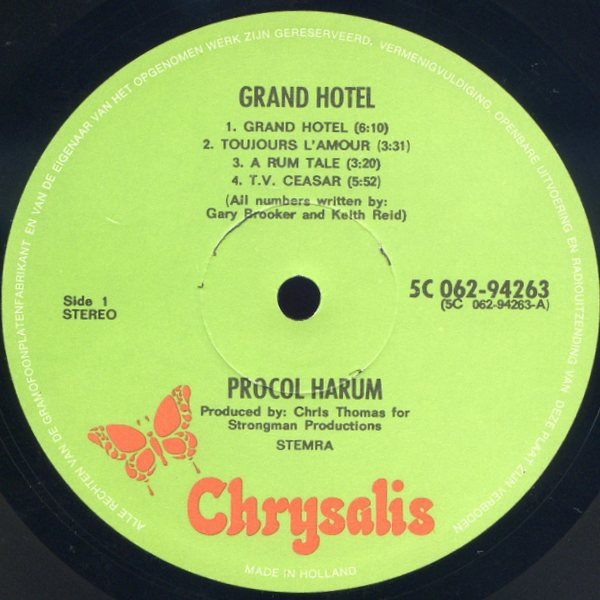 ALLE RECHTEN VAN DE GRAMOFOONPLATENFABRIKANT EN VAN DE EIGENAAR VAN HET OPGENOMEN WERK ZIJN GERESERVEERD. VERMENIGVULDIGING, OPENBARE UITVOERING EN RADIOUITZENDING VAN DEZE PLAAT ZIJN VERBODEN
GRAND HOTEL
1. GRAND HOTEL (6:10)
2. TOUJOURS L'AMOUR (3:31)
3. A RUM TALE (3:20)
4. T.V. CEASAR (5:52)
(All numbers written by:
Gary Brooker and Keith Reid)
Side 1
STEREO
5C 062-94263
(5C 062-94263-A)
PROCOL HARUM
Produced by: Chris Thomas for
Strongman Productions
STEMRA
Chrysalis
MADE IN HOLLAND